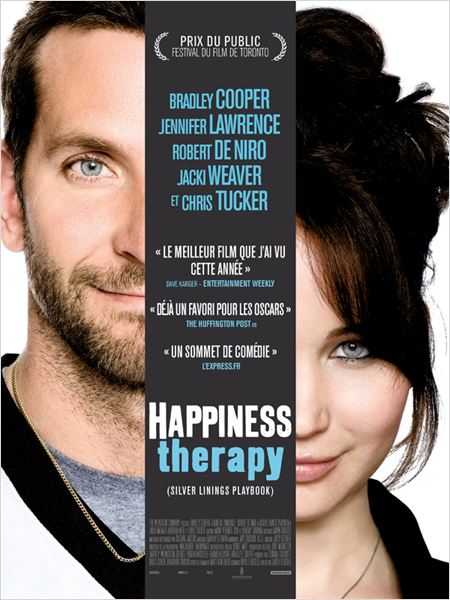 PRIX DU PUBLIC
FESTIVAL DU FILM DE TORONTO
BRADLEY COOPER
JENNIFER LAWRENCE
ROBERT DE NIRO
JACKI WEAVER
ET CHRIS TUCKER
« LE MEILLEUR FILM QUE J'AI VU
CETTE ANNÉE »
DAVE KARGER – ENTERTAINMENT WEEKLY
« DÉJÀ UN FAVORI POUR LES OSCARS »
THE HUFFINGTON POST US
« UN SOMMET DE COMÉDIE »
L'EXPRESS.FR
HAPPINESS
therapy
(SILVER LININGS PLAYBOOK)